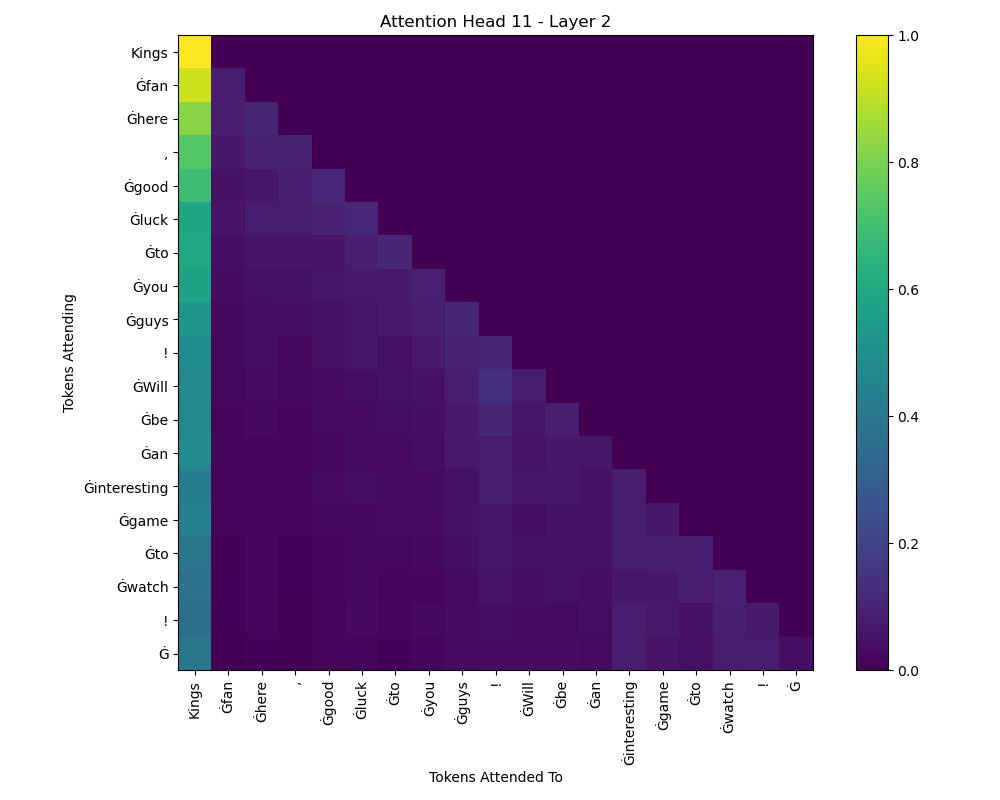 Attention Head 11 - Layer 2
Tokens Attending
Kings
Ġfan
Ġhere
,
Ġgood
Ġluck
Ġto
Ġyou
Ġguys
!
ĠWill
Ġbe
Ġan
Ġinteresting
Ġgame
Ġto
Ġwatch
!
Ġ
Kings
Ġfan
Ġhere
,
Ġgood
Ġluck
Ġto
Ġyou
Ġguys
!
ĠWill
Ġbe
Ġan
Ġinteresting
Ġgame
Ġto
Ġwatch
!
Ġ
Tokens Attended To
1.0
0.8
0.6
0.4
0.2
0.0